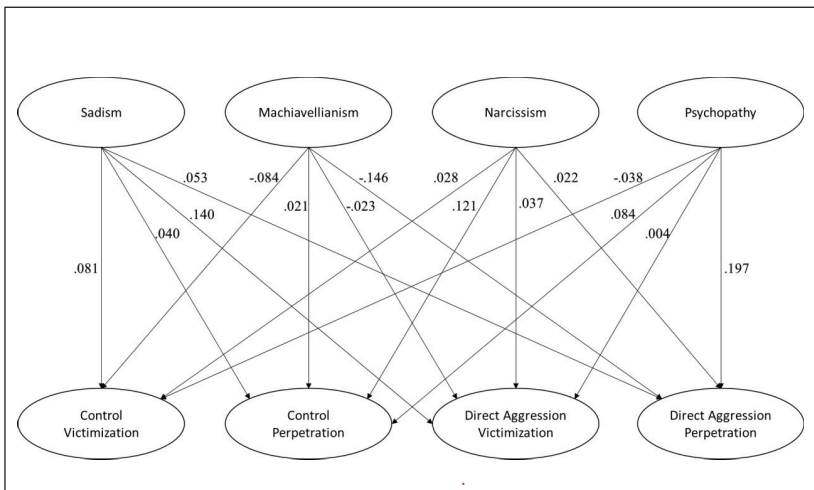 Sadism
Machiavellianism
Narcissism
Psychopathy
.053
-.084
-.146
.028
.022
-.038
.140
.021
-.023
.121
.037
.084
.040
.004
.081
.197
Control
Victimization
Control
Perpetration
Direct Aggression
Victimization
Direct Aggression
Perpetration